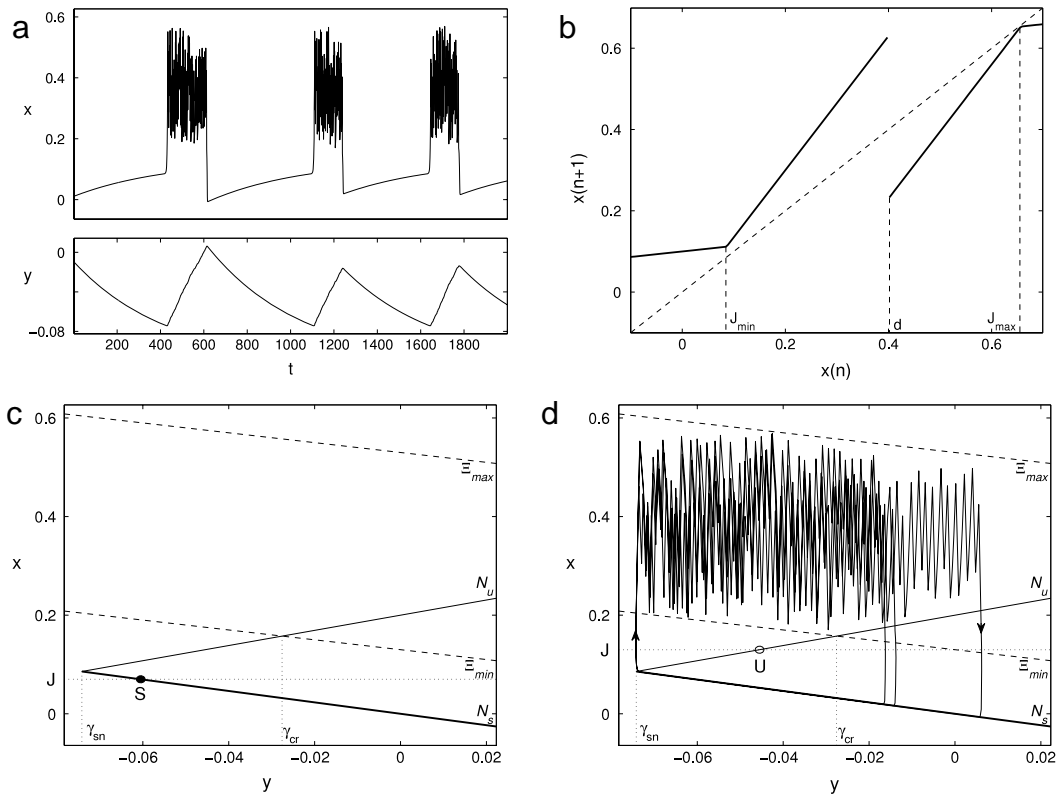 a
0.6
0.4
x
0.2
0
0
y
−0.08
200 400 600 800 1000 1200 1400 1600 1800
t
b
0.6
0.4
x(n+1)
0.2
0
J_min
d
J_max
0 0.2 0.4 0.6
x(n)
c
0.6
Ξ_max
0.4
x
N_u
0.2
Ξ_min
J
S
N_s
0
γ_sn
γ_cr
−0.06 −0.04 −0.02 0 0.02
y
d
0.6
Ξ_max
0.4
x
N_u
0.2
J
U
Ξ_min
N_s
0
γ_sn
γ_cr
−0.06 −0.04 −0.02 0 0.02
y